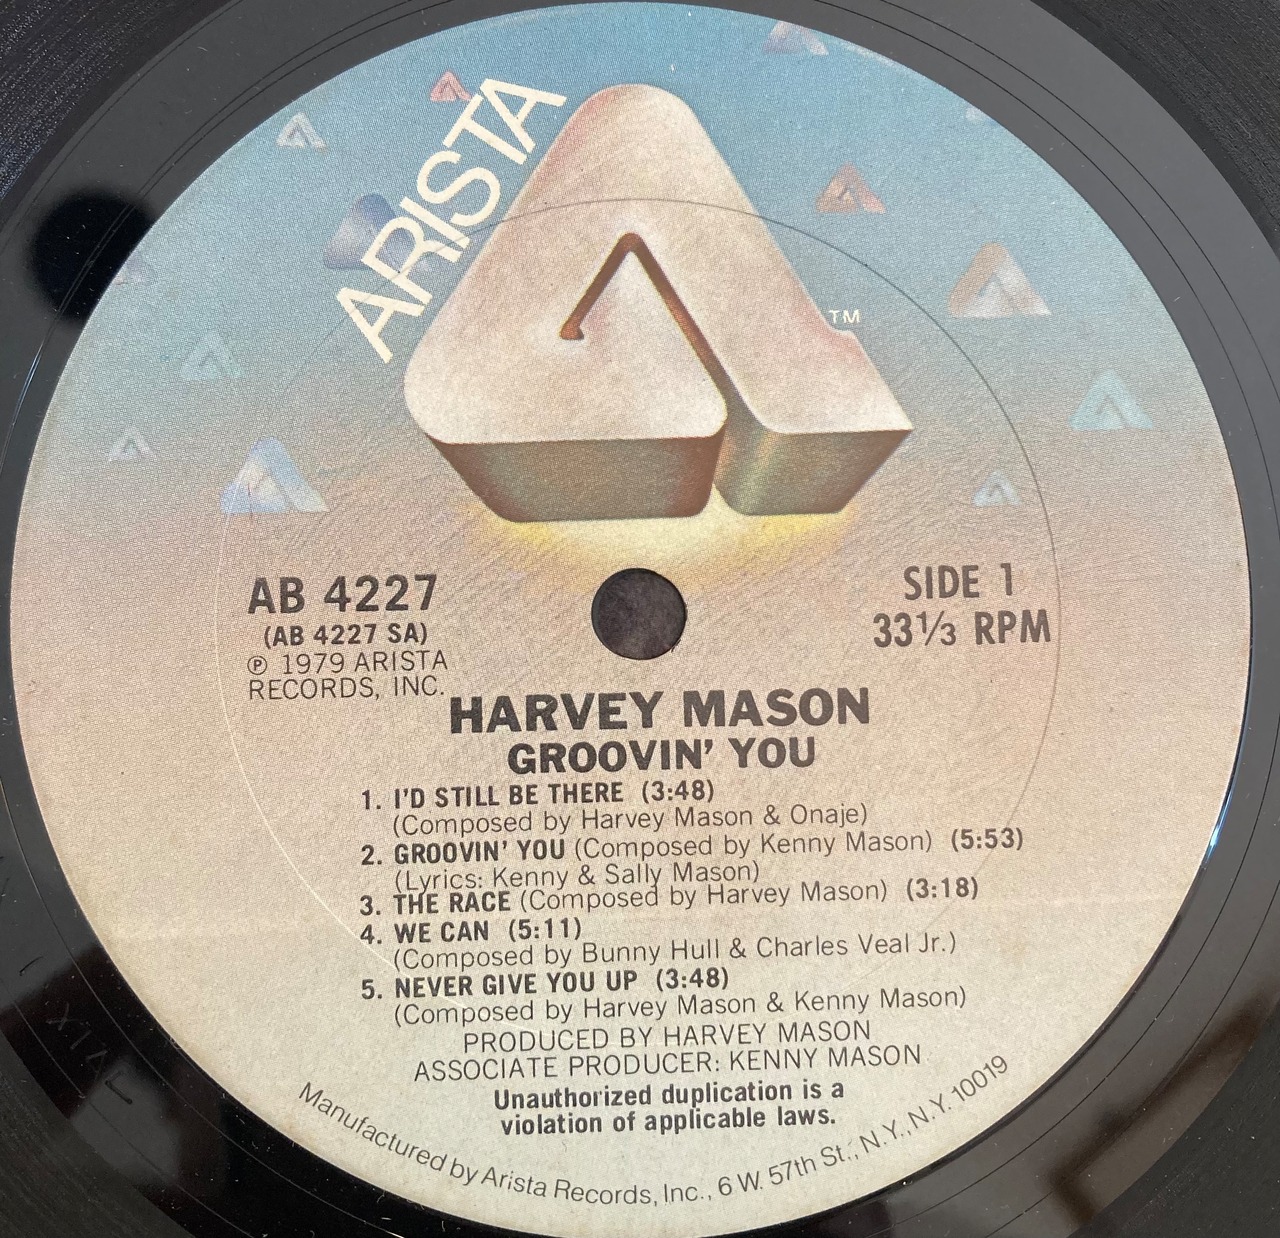 ARISTA
TM
AB 4227
(AB 4227 SA)
℗ 1979 ARISTA
RECORDS, INC.
SIDE 1
33⅓ RPM
HARVEY MASON
GROOVIN' YOU
1. I'D STILL BE THERE (3:48)
(Composed by Harvey Mason & Onaje)
2. GROOVIN' YOU (Composed by Kenny Mason) (5:53)
(Lyrics: Kenny & Sally Mason)
3. THE RACE (Composed by Harvey Mason) (3:18)
4. WE CAN (5:11)
(Composed by Bunny Hull & Charles Veal Jr.)
5. NEVER GIVE YOU UP (3:48)
(Composed by Harvey Mason & Kenny Mason)
PRODUCED BY HARVEY MASON
ASSOCIATE PRODUCER: KENNY MASON
Unauthorized duplication is a
violation of applicable laws.
Manufactured by Arista Records, Inc., 6 W. 57th St., N.Y., N.Y. 10019